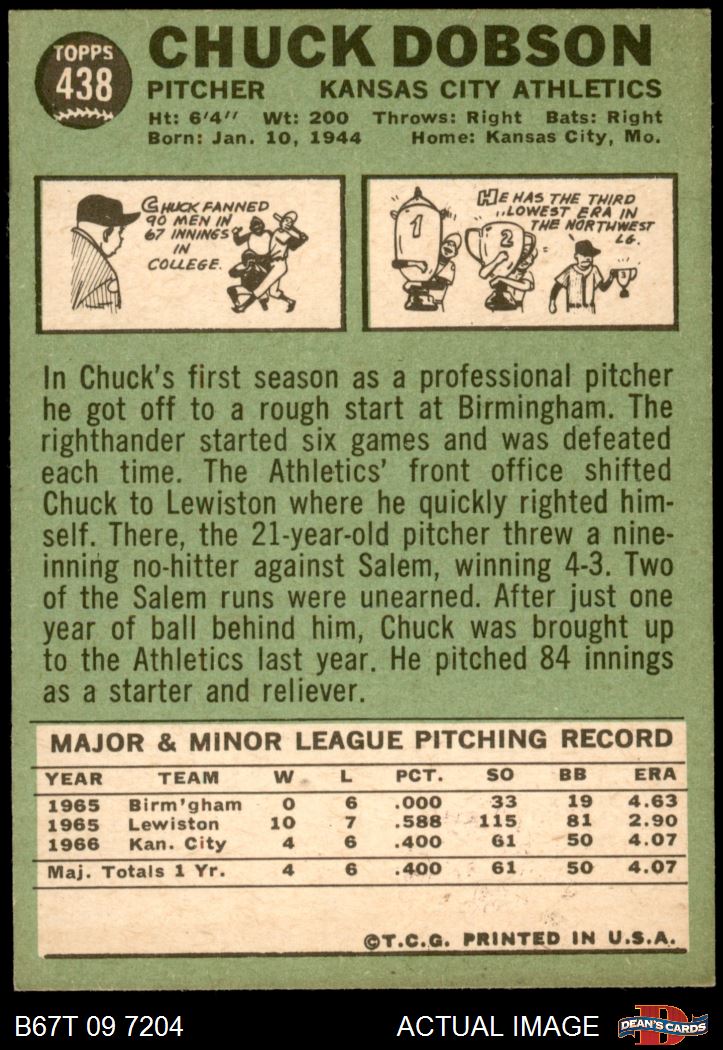 TOPPS
438
CHUCK DOBSON
PITCHER KANSAS CITY ATHLETICS
Ht: 6'4" Wt: 200 Throws: Right Bats: Right
Born: Jan. 10, 1944 Home: Kansas City, Mo.
CHUCK FANNED
90 MEN IN
67 INNINGS
IN
COLLEGE.
HE HAS THE THIRD
LOWEST ERA IN
THE NORTHWEST
LG.
1
2
3
In Chuck's first season as a professional pitcher
he got off to a rough start at Birmingham. The
righthander started six games and was defeated
each time. The Athletics' front office shifted
Chuck to Lewiston where he quickly righted him-
self. There, the 21-year-old pitcher threw a nine-
inning no-hitter against Salem, winning 4-3. Two
of the Salem runs were unearned. After just one
year of ball behind him, Chuck was brought up
to the Athletics last year. He pitched 84 innings
as a starter and reliever.
MAJOR & MINOR LEAGUE PITCHING RECORD
YEAR TEAM W L PCT. SO BB ERA
1965 Birm'gham 0 6 .000 33 19 4.63
1965 Lewiston 10 7 .588 115 81 2.90
1966 Kan. City 4 6 .400 61 50 4.07
Maj. Totals 1 Yr. 4 6 .400 61 50 4.07
©T.C.G. PRINTED IN U.S.A.
B67T 09 7204 ACTUAL IMAGE
D
DEAN'S CARDS